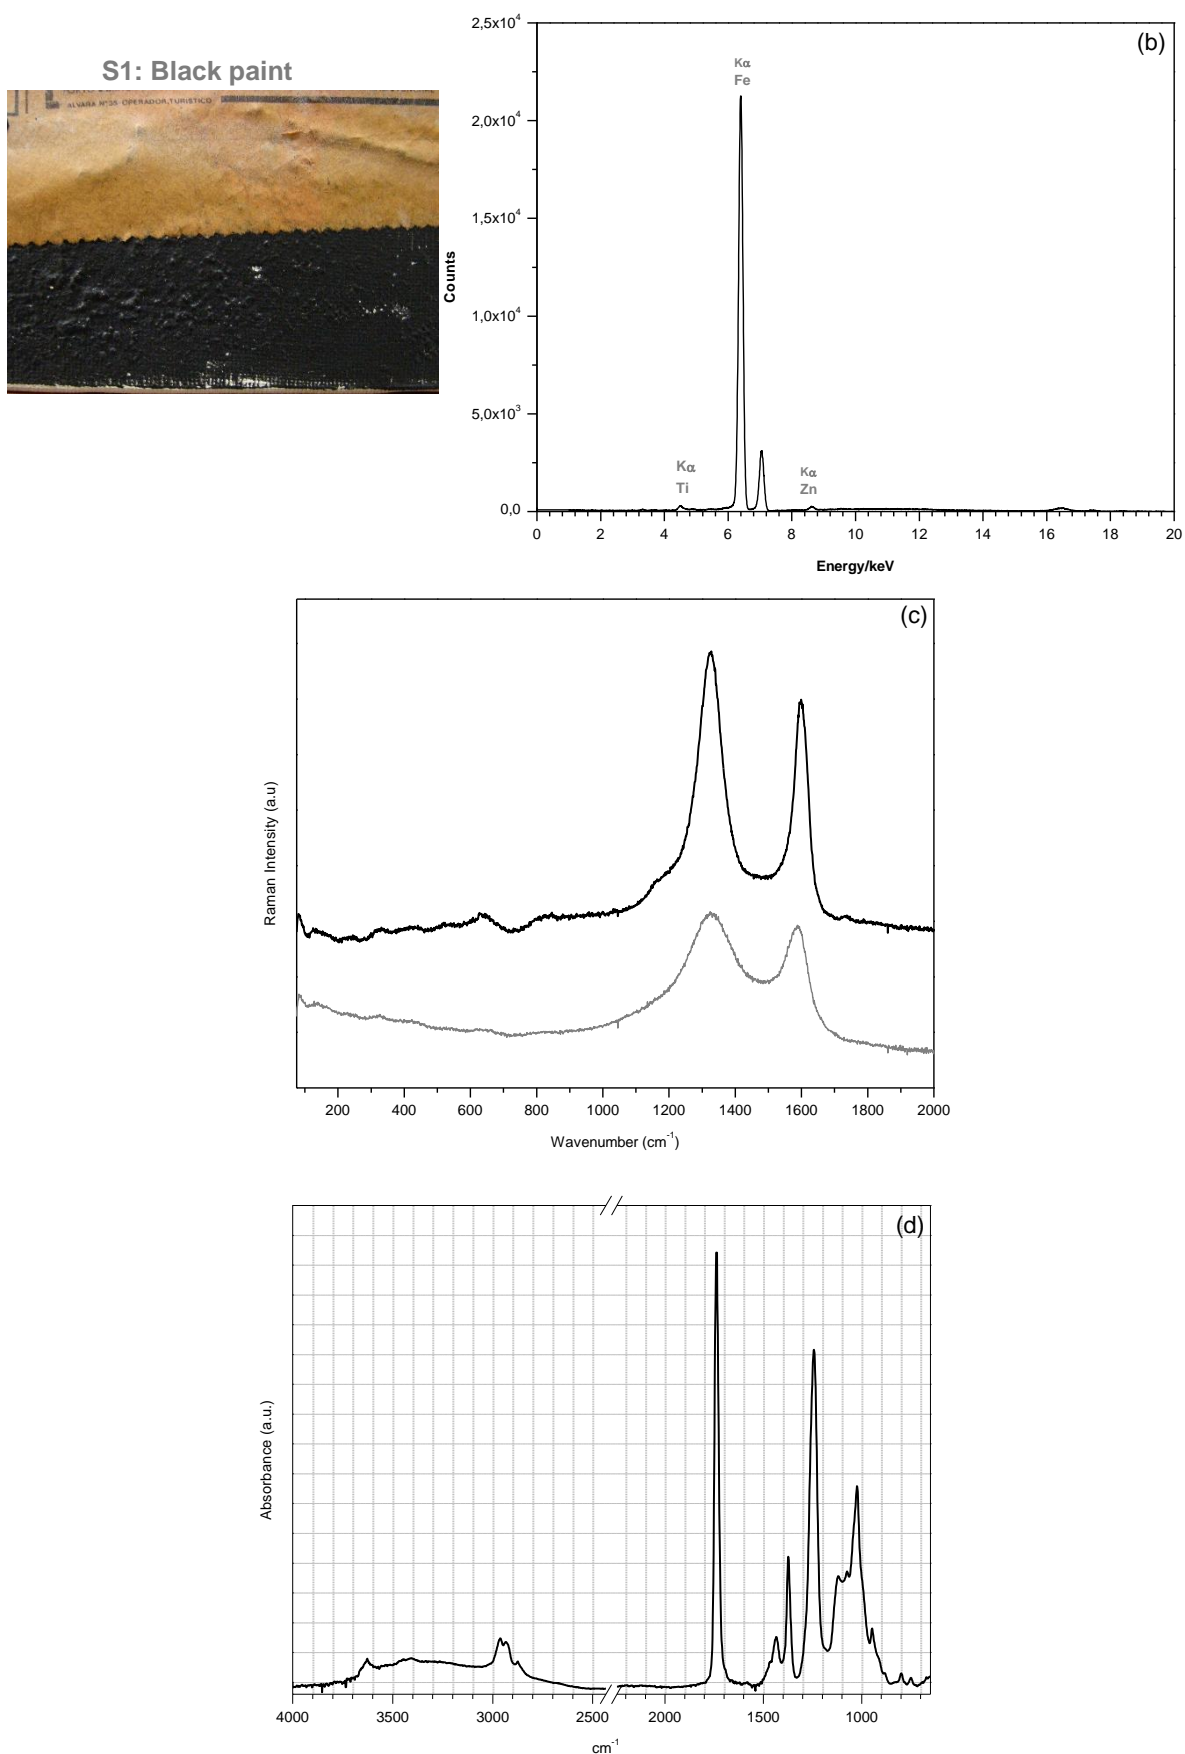 S1: Black paint
ALVARA Nº35 OPERADOR,TURISTICO
(b)
2,5x10⁴
2,0x10⁴
1,5x10⁴
1,0x10⁴
5,0x10³
0,0
Counts
Kα
Fe
Kα
Ti
Kα
Zn
0 2 4 6 8 10 12 14 16 18 20
Energy/keV
(c)
Raman Intensity (a.u)
200 400 600 800 1000 1200 1400 1600 1800 2000
Wavenumber (cm⁻¹)
(d)
Absorbance (a.u.)
4000 3500 3000 2500 2000 1500 1000
cm⁻¹